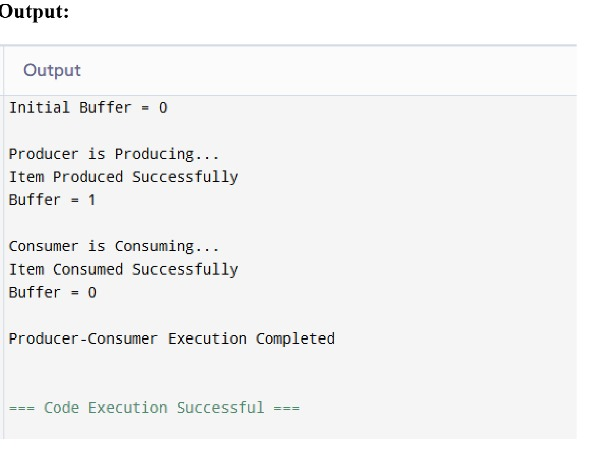 Output:
Output
Initial Buffer = 0
Producer is Producing...
Item Produced Successfully
Buffer = 1
Consumer is Consuming...
Item Consumed Successfully
Buffer = 0
Producer-Consumer Execution Completed
=== Code Execution Successful ===